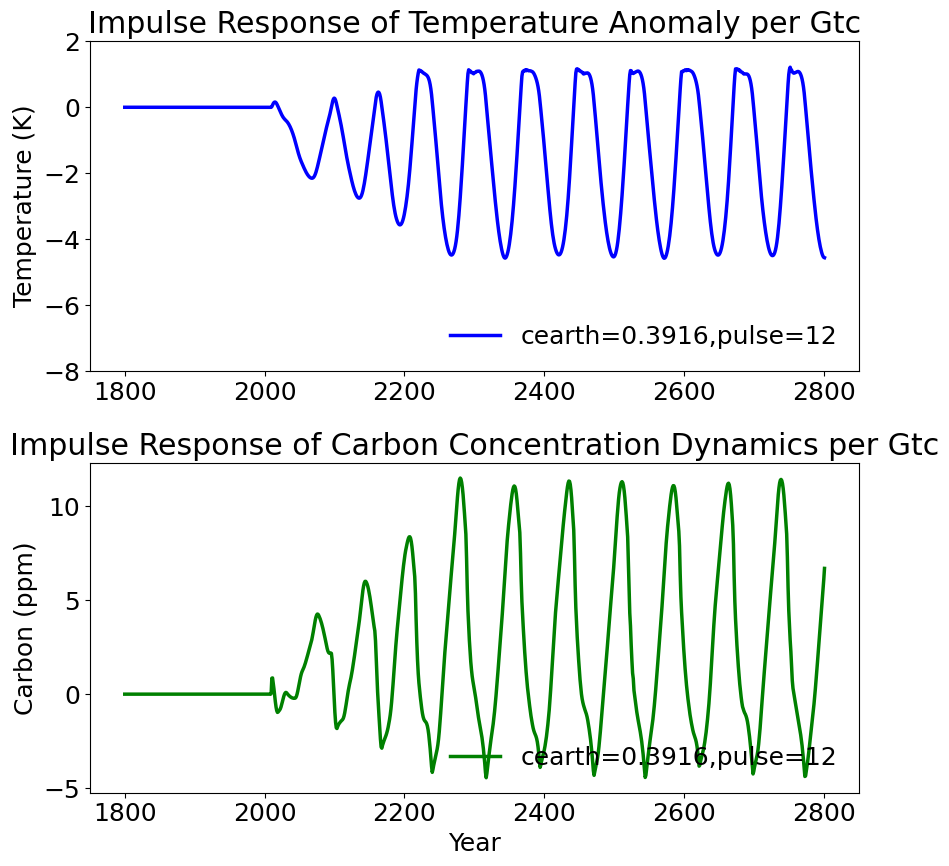 Impulse Response of Temperature Anomaly per Gtc
Temperature (K)
2
0
−2
−4
−6
−8
cearth=0.3916,pulse=12
1800 2000 2200 2400 2600 2800
Impulse Response of Carbon Concentration Dynamics per Gtc
Carbon (ppm)
10
5
0
−5
cearth=0.3916,pulse=12
1800 2000 2200 2400 2600 2800
Year